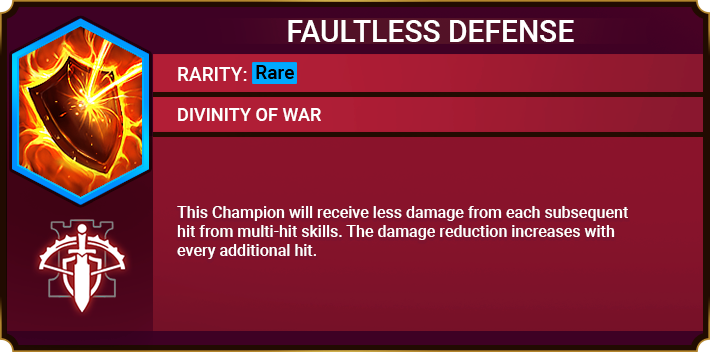 FAULTLESS DEFENSE
RARITY: Rare
DIVINITY OF WAR
This Champion will receive less damage from each subsequent
hit from multi-hit skills. The damage reduction increases with
every additional hit.